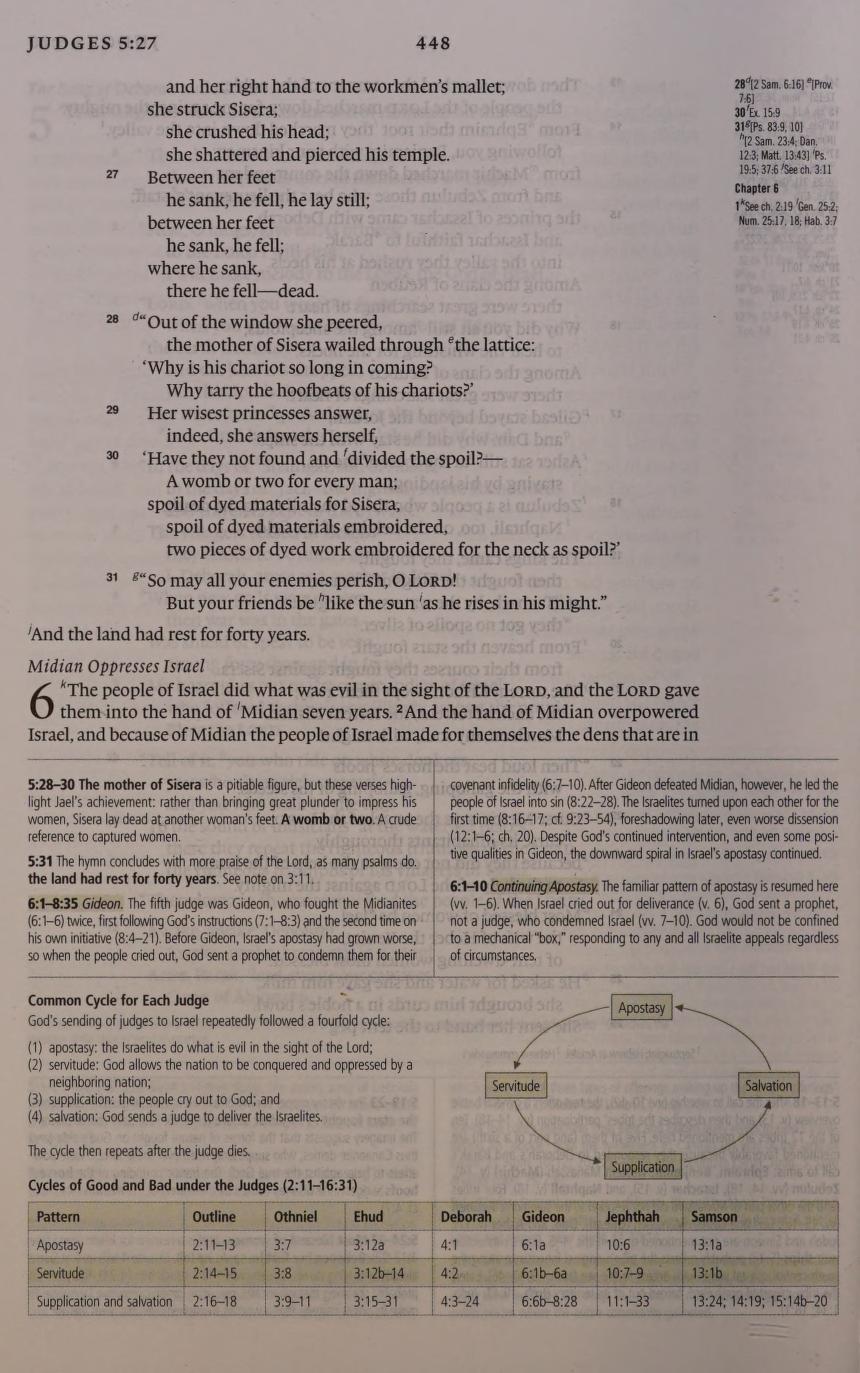 JUDGES 5:27
448
and her right hand to the workmen's mallet;
she struck Sisera;
she crushed his head;
she shattered and pierced his temple.
27 Between her feet
he sank, he fell, he lay still;
between her feet
he sank, he fell;
where he sank,
there he fell—dead.
28 d“Out of the window she peered,
the mother of Sisera wailed through ethe lattice:
‘Why is his chariot so long in coming?
Why tarry the hoofbeats of his chariots?’
29 Her wisest princesses answer,
indeed, she answers herself,
30 ‘Have they not found and fdivided the spoil?—
A womb or two for every man;
spoil of dyed materials for Sisera,
spoil of dyed materials embroidered,
two pieces of dyed work embroidered for the neck as spoil?’
31 g“So may all your enemies perish, O LORD!
But your friends be hlike the sun ias he rises in his might.”
jAnd the land had rest for forty years.
Midian Oppresses Israel
6 kThe people of Israel did what was evil in the sight of the LORD, and the LORD gave
them into the hand of lMidian seven years. 2And the hand of Midian overpowered
Israel, and because of Midian the people of Israel made for themselves the dens that are in
28d[2 Sam. 6:16] e[Prov.
7:6]
30fEx. 15:9
31g[Ps. 83:9, 10]
h[2 Sam. 23:4; Dan.
12:3; Matt. 13:43] iPs.
19:5; 37:6 jSee ch. 3:11
Chapter 6
1kSee ch. 2:19 lGen. 25:2;
Num. 25:17, 18; Hab. 3:7
5:28–30 The mother of Sisera is a pitiable figure, but these verses high-
light Jael's achievement: rather than bringing great plunder to impress his
women, Sisera lay dead at another woman's feet. A womb or two. A crude
reference to captured women.
5:31 The hymn concludes with more praise of the Lord, as many psalms do.
the land had rest for forty years. See note on 3:11.
6:1–8:35 Gideon. The fifth judge was Gideon, who fought the Midianites
(6:1–6) twice, first following God's instructions (7:1–8:3) and the second time on
his own initiative (8:4–21). Before Gideon, Israel's apostasy had grown worse,
so when the people cried out, God sent a prophet to condemn them for their
covenant infidelity (6:7–10). After Gideon defeated Midian, however, he led the
people of Israel into sin (8:22–28). The Israelites turned upon each other for the
first time (8:16–17; cf. 9:23–54), foreshadowing later, even worse dissension
(12:1–6; ch. 20). Despite God's continued intervention, and even some posi-
tive qualities in Gideon, the downward spiral in Israel's apostasy continued.
6:1–10 Continuing Apostasy. The familiar pattern of apostasy is resumed here
(vv. 1–6). When Israel cried out for deliverance (v. 6), God sent a prophet,
not a judge, who condemned Israel (vv. 7–10). God would not be confined
to a mechanical “box,” responding to any and all Israelite appeals regardless
of circumstances.
Common Cycle for Each Judge
God's sending of judges to Israel repeatedly followed a fourfold cycle:
(1) apostasy: the Israelites do what is evil in the sight of the Lord;
(2) servitude: God allows the nation to be conquered and oppressed by a
neighboring nation;
(3) supplication: the people cry out to God; and
(4) salvation: God sends a judge to deliver the Israelites.
The cycle then repeats after the judge dies.
Apostasy
Servitude
Salvation
Supplication
Cycles of Good and Bad under the Judges (2:11–16:31)
Pattern Outline Othniel Ehud Deborah Gideon Jephthah Samson
Apostasy 2:11–13 3:7 3:12a 4:1 6:1a 10:6 13:1a
Servitude 2:14–15 3:8 3:12b–14 4:2 6:1b–6a 10:7–9 13:1b
Supplication and salvation 2:16–18 3:9–11 3:15–31 4:3–24 6:6b–8:28 11:1–33 13:24; 14:19; 15:14b–20